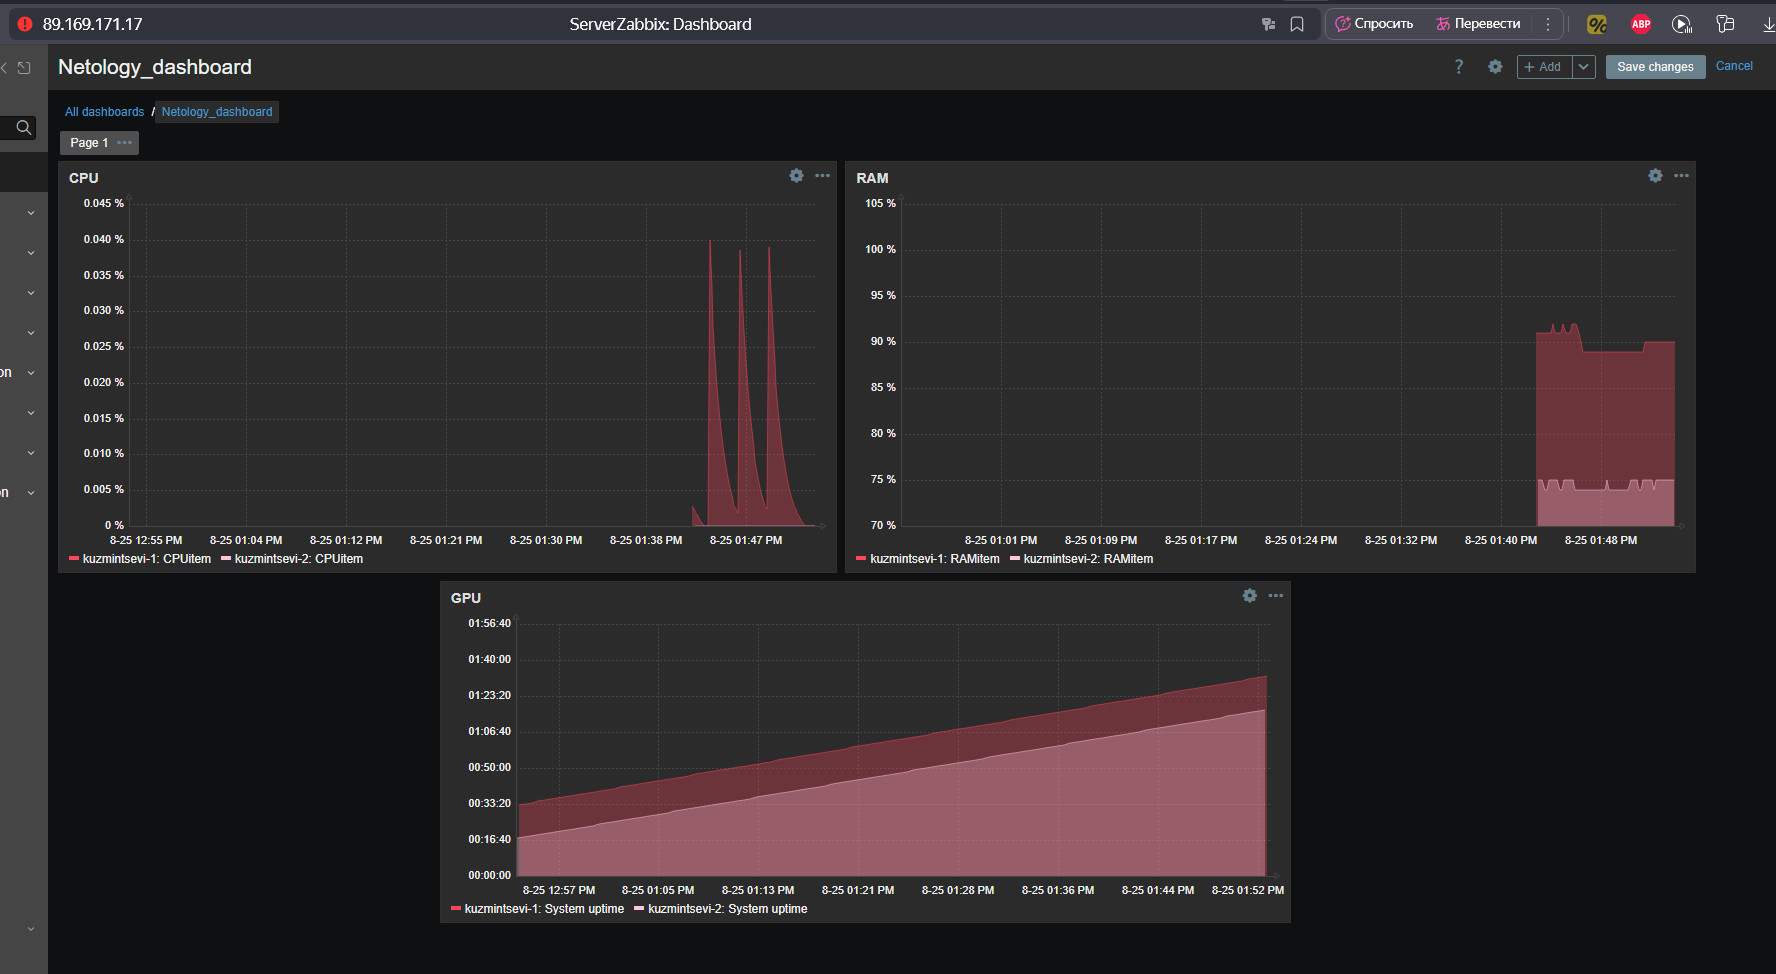 89.169.171.17 ServerZabbix: Dashboard Спросить Перевести
ABP
Netology_dashboard
? + Add Save changes Cancel
All dashboards / Netology_dashboard
Page 1
CPU
0.045 %
0.040 %
0.035 %
0.030 %
0.025 %
0.020 %
0.015 %
0.010 %
0.005 %
0 %
8-25 12:55 PM 8-25 01:04 PM 8-25 01:12 PM 8-25 01:21 PM 8-25 01:30 PM 8-25 01:38 PM 8-25 01:47 PM
kuzmintsevi-1: CPUitem kuzmintsevi-2: CPUitem
RAM
105 %
100 %
95 %
90 %
85 %
80 %
75 %
70 %
8-25 01:01 PM 8-25 01:09 PM 8-25 01:17 PM 8-25 01:24 PM 8-25 01:32 PM 8-25 01:40 PM 8-25 01:48 PM
kuzmintsevi-1: RAMitem kuzmintsevi-2: RAMitem
on
on
GPU
01:56:40
01:40:00
01:23:20
01:06:40
00:50:00
00:33:20
00:16:40
00:00:00
8-25 12:57 PM 8-25 01:05 PM 8-25 01:13 PM 8-25 01:21 PM 8-25 01:28 PM 8-25 01:36 PM 8-25 01:44 PM 8-25 01:52 PM
kuzmintsevi-1: System uptime kuzmintsevi-2: System uptime